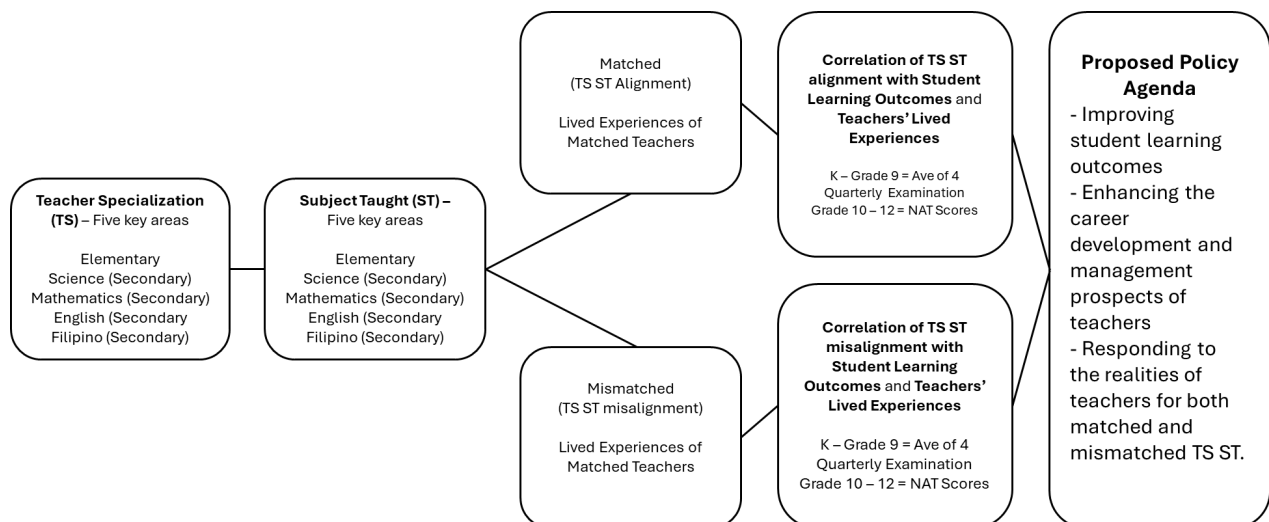 Teacher Specialization
(TS) – Five key areas
Elementary
Science (Secondary)
Mathematics (Secondary)
English (Secondary
Filipino (Secondary)
Subject Taught (ST) –
Five key areas
Elementary
Science (Secondary)
Mathematics (Secondary)
English (Secondary
Filipino (Secondary)
Matched
(TS ST Alignment)
Lived Experiences of
Matched Teachers
Mismatched
(TS ST misalignment)
Lived Experiences of
Matched Teachers
Correlation of TS ST
alignment with Student
Learning Outcomes and
Teachers’ Lived
Experiences
K – Grade 9 = Ave of 4
Quarterly Examination
Grade 10 – 12 = NAT Scores
Correlation of TS ST
misalignment with
Student Learning
Outcomes and Teachers’
Lived Experiences
K – Grade 9 = Ave of 4
Quarterly Examination
Grade 10 – 12 = NAT Scores
Proposed Policy
Agenda
- Improving
student learning
outcomes
- Enhancing the
career
development and
management
prospects of
teachers
- Responding to
the realities of
teachers for both
matched and
mismatched TS ST.